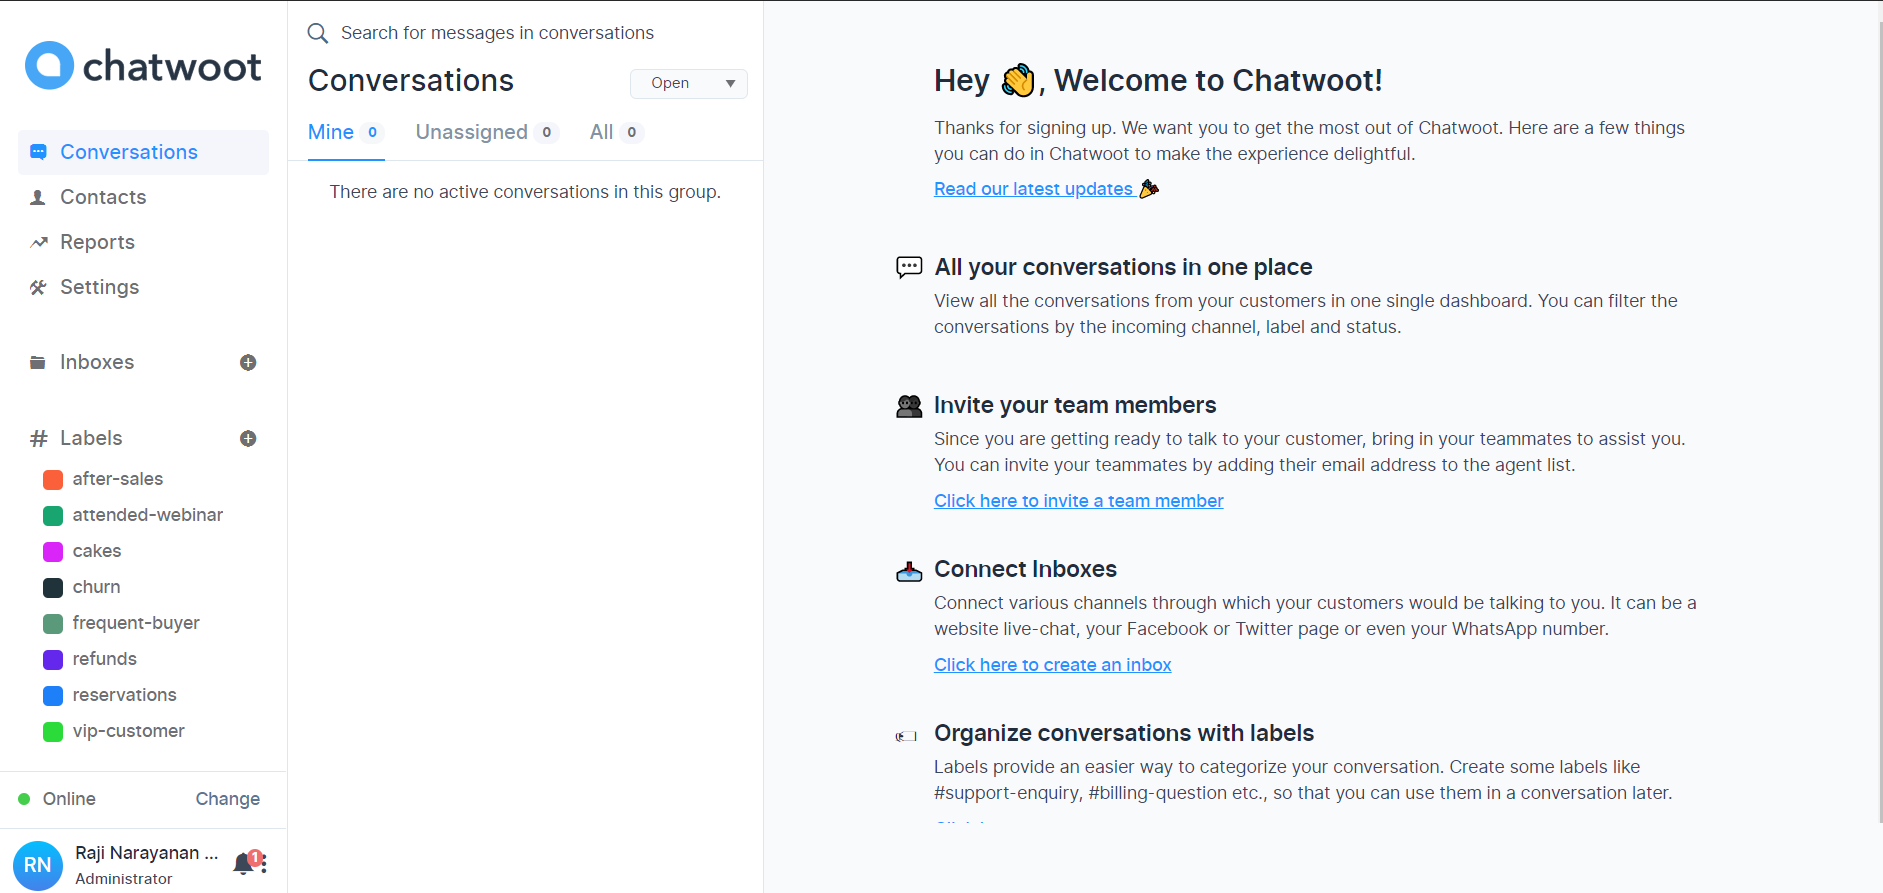 chatwoot
Conversations
Contacts
Reports
Settings
Inboxes
Labels
after-sales
attended-webinar
cakes
churn
frequent-buyer
refunds
reservations
vip-customer
Online Change
RN
Raji Narayanan ...
Administrator
1
Search for messages in conversations
Conversations
Open
Mine 0 Unassigned 0 All 0
There are no active conversations in this group.
Hey 👋, Welcome to Chatwoot!
Thanks for signing up. We want you to get the most out of Chatwoot. Here are a few things
you can do in Chatwoot to make the experience delightful.
Read our latest updates 🎉
All your conversations in one place
View all the conversations from your customers in one single dashboard. You can filter the
conversations by the incoming channel, label and status.
Invite your team members
Since you are getting ready to talk to your customer, bring in your teammates to assist you.
You can invite your teammates by adding their email address to the agent list.
Click here to invite a team member
Connect Inboxes
Connect various channels through which your customers would be talking to you. It can be a
website live-chat, your Facebook or Twitter page or even your WhatsApp number.
Click here to create an inbox
Organize conversations with labels
Labels provide an easier way to categorize your conversation. Create some labels like
#support-enquiry, #billing-question etc., so that you can use them in a conversation later.